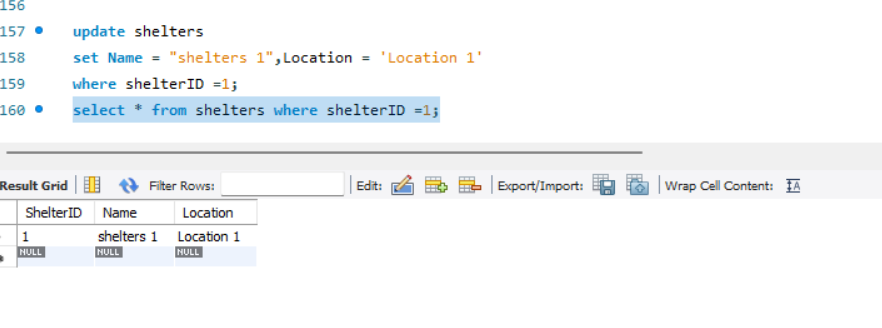 156
157 update shelters
158 set Name = "shelters 1",Location = 'Location 1'
159 where shelterID =1;
160 select * from shelters where shelterID =1;
Result Grid Filter Rows: Edit: Export/Import: Wrap Cell Content: IA
ShelterID Name Location
1 shelters 1 Location 1
NULL NULL NULL